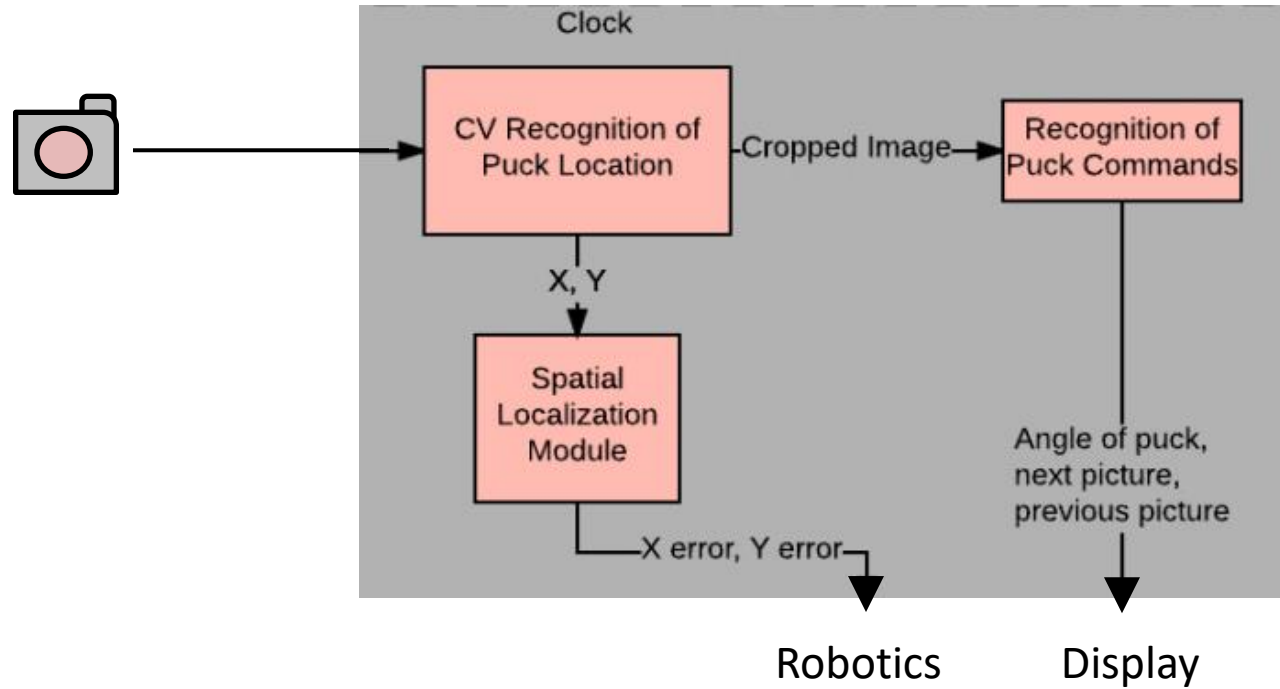 Clock
CV Recognition of
Puck Location
Cropped Image
Recognition of
Puck Commands
X, Y
Spatial
Localization
Module
Angle of puck,
next picture,
previous picture
X error, Y error
Robotics
Display